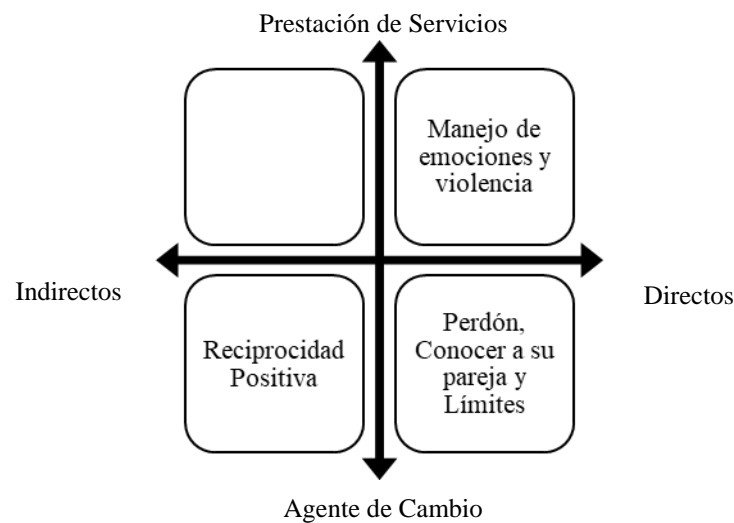 Prestación de Servicios
Manejo de
emociones y
violencia
Indirectos
Directos
Reciprocidad
Positiva
Perdón,
Conocer a su
pareja y
Límites
Agente de Cambio